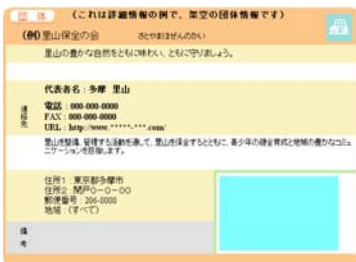 団 体 (これは詳細情報の例で、架空の団体情報です)
(例)里山保全の会 さとやまほぜんのかい
里山の豊かな自然をともに味わい、ともに守りましょう。
連絡先
代表者名：多摩 里山
電話：000-000-0000
FAX：000-000-0000
URL：http://www.*****-***.com/
里山を整備、管理する活動を通して、里山を保全するとともに、青少年の健全育成と地域の豊かなコミュ
ニケーションを目指します。
住所1：東京都多摩市
住所2：関戸0-0-00
郵便番号：206-0000
地域：(すべて)
備考